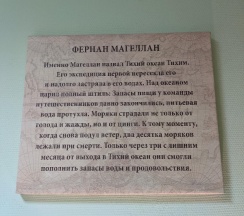 ФЕРНАН МАГЕЛЛАН
Именно Магеллан назвал Тихий океан Тихим.
Его экспедиция первой пересекла его
и надолго застряла в его водах. Над океаном
царил полный штиль: Запасы пищи у команды
путешественников давно закончились, питьевая
вода протухла. Моряки страдали не только от
голода и жажды, но и от цинги. К тому моменту,
когда снова подул ветер, два десятка моряков
лежали при смерти. Только через три с лишним
месяца от выхода в Тихий океан они смогли
пополнить запасы воды и продовольствия.